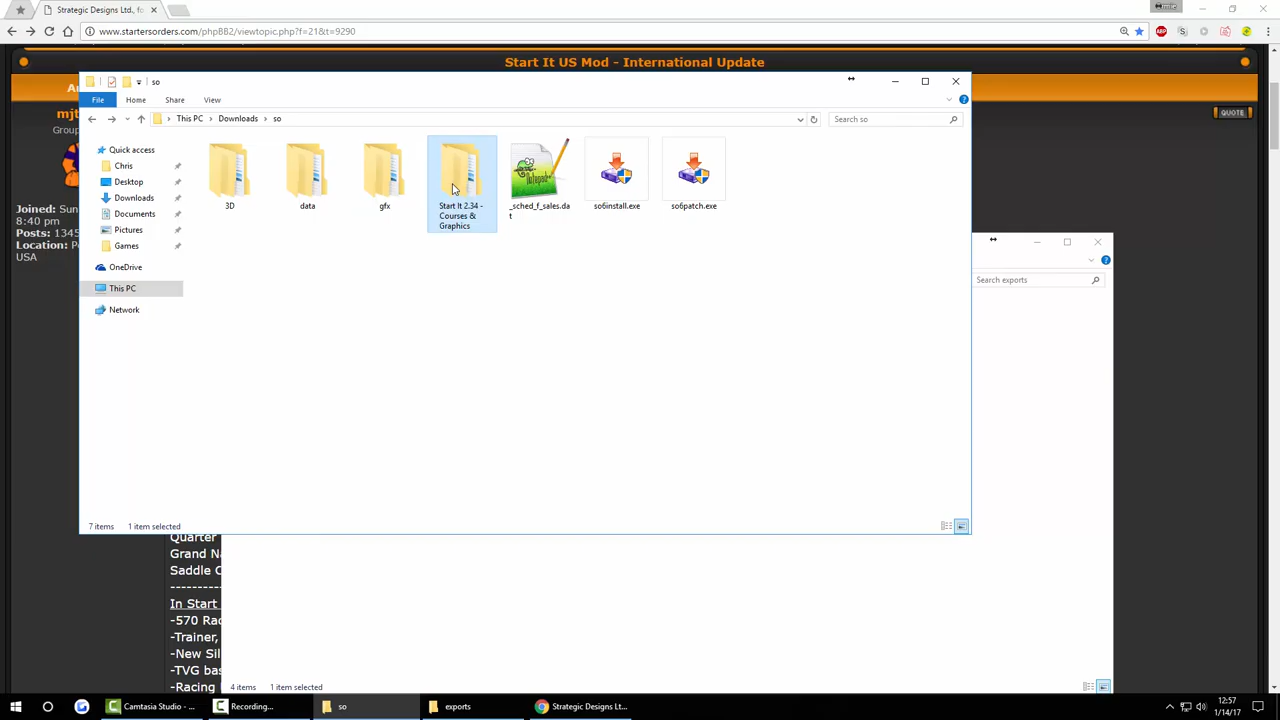 Strategic Designs Ltd., fo
www.startersorders.com/phpBB2/viewtopic.php?f=21&t=9290
ABP
Start It US Mod - International Update
so
File
Home
Share
View
This PC
Downloads
so
Search so
QUOTE
Joined: Sun
8:40 pm
Posts: 1345
Location: Pe
USA
Quick access
Chris
Desktop
Downloads
Documents
Pictures
Games
OneDrive
This PC
Network
3D
data
gfx
Start It 2.34 -
Courses &
Graphics
_sched_f_sales.da
t
so6install.exe
so6patch.exe
Search exports
7 items
1 item selected
Quarter
Grand Na
Saddle C
In Start
-570 Rac
-Trainer,
-New Sil
-TVG bas
-Racing
4 items
1 item selected
Camtasia Studio - ...
Recording...
so
exports
Strategic Designs Lt...
12:57
1/14/17